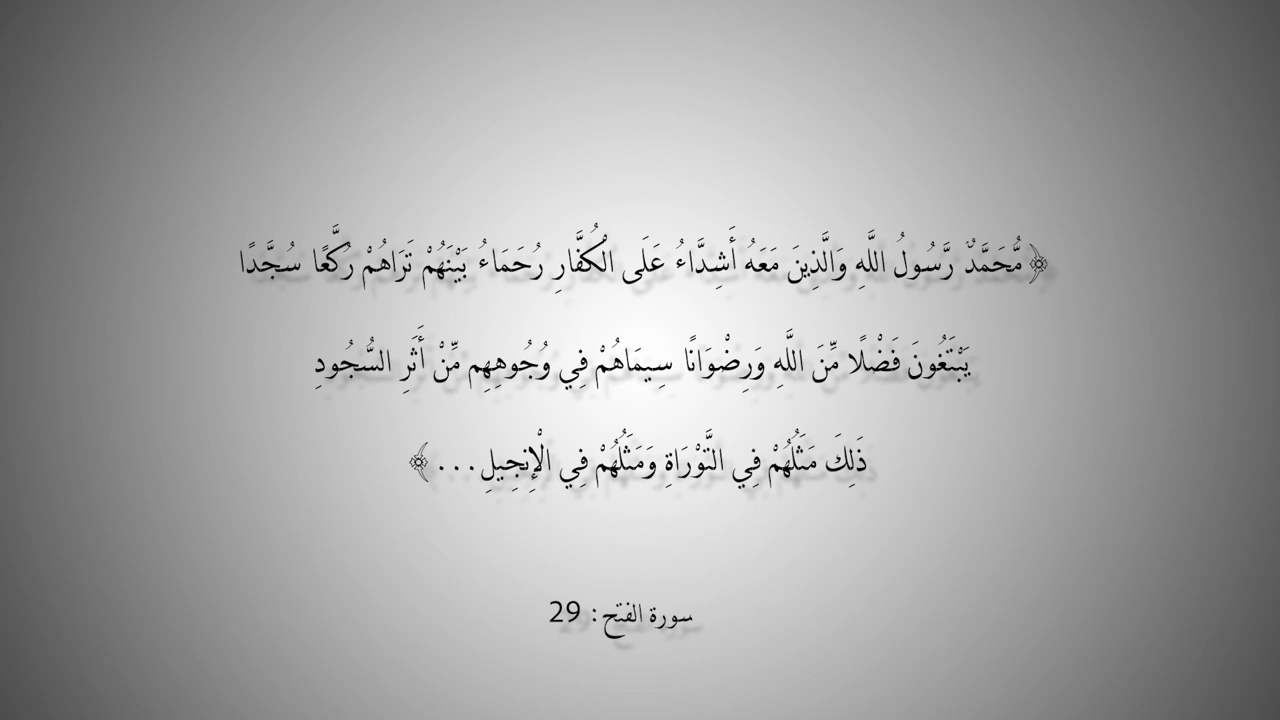 ﴿مُّحَمَّدٌ رَّسُولُ اللَّهِ وَالَّذِينَ مَعَهُ أَشِدَّاءُ عَلَى الْكُفَّارِ رُحَمَاءُ بَيْنَهُمْ تَرَاهُمْ رُكَّعًا سُجَّدًا
يَبْتَغُونَ فَضْلًا مِّنَ اللَّهِ وَرِضْوَانًا سِيمَاهُمْ فِي وُجُوهِهِم مِّنْ أَثَرِ السُّجُودِ
ذَلِكَ مَثَلُهُمْ فِي التَّوْرَاةِ وَمَثَلُهُمْ فِي الْإِنجِيلِ...﴾
سورة الفتح: 29